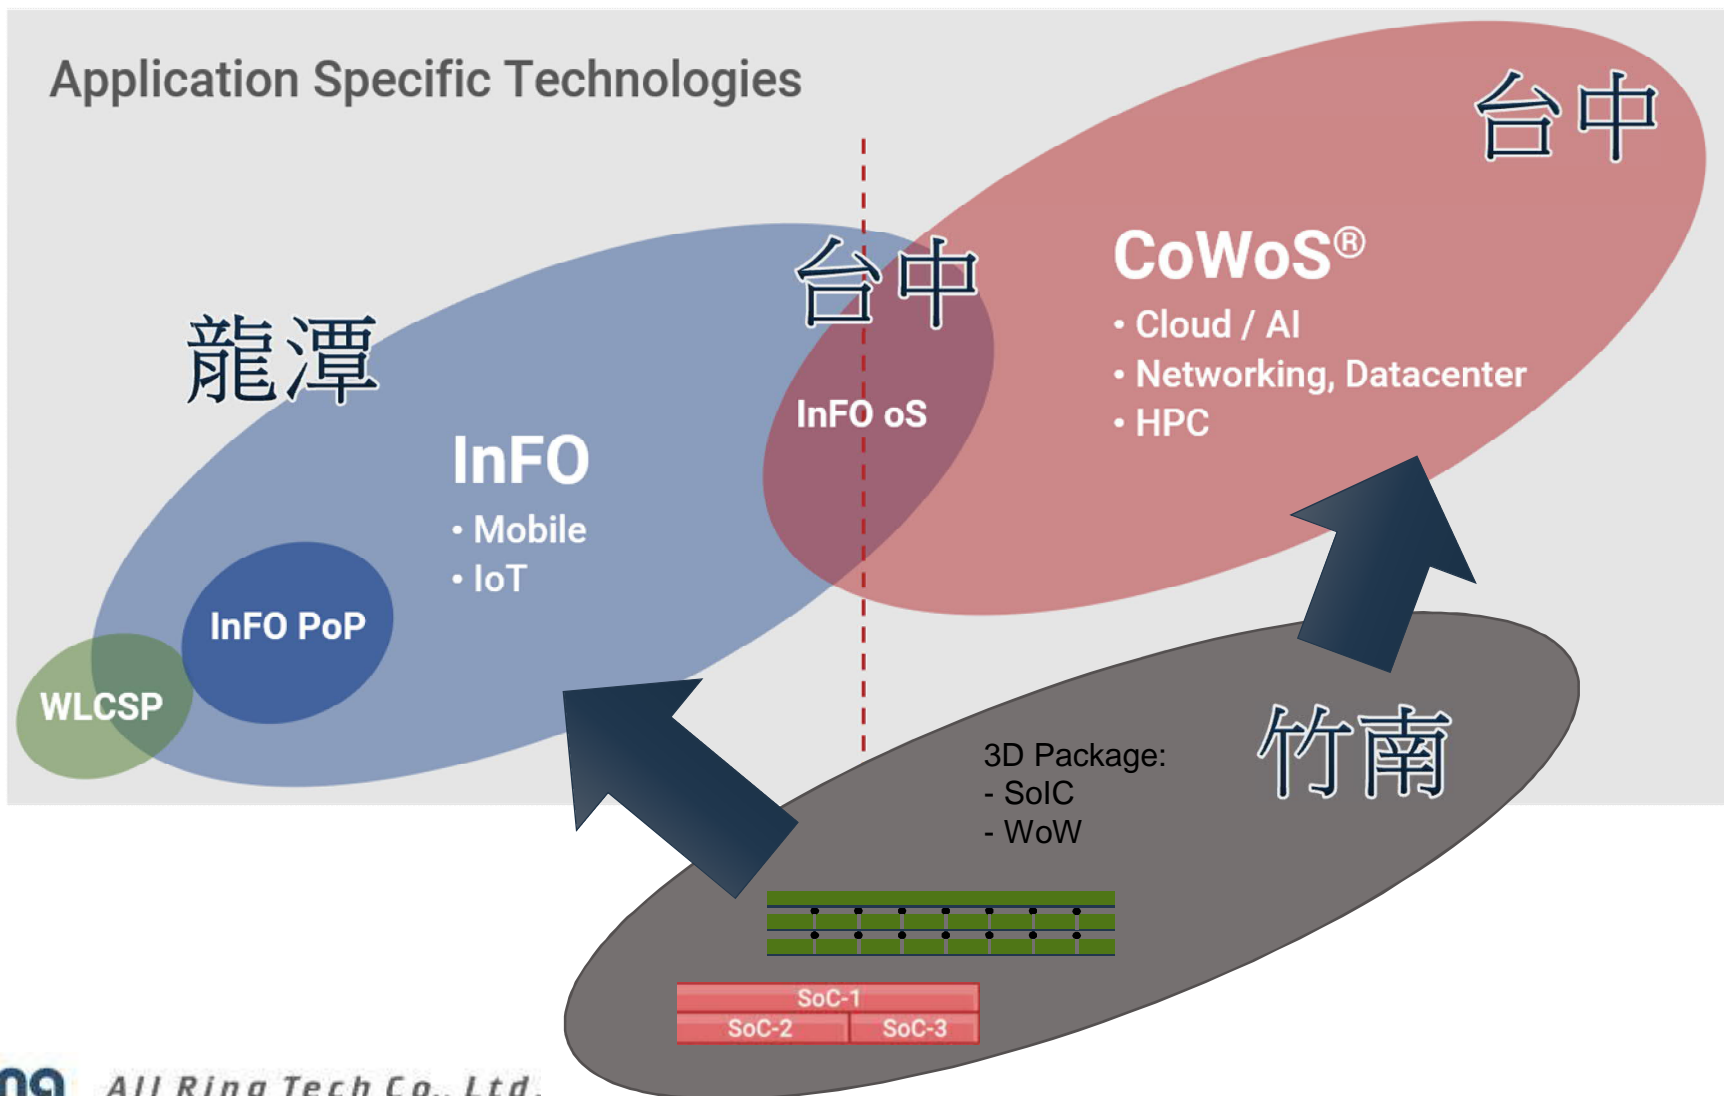 Application Specific Technologies
台中
台中
CoWoS®
• Cloud / AI
• Networking, Datacenter
• HPC
龍潭
InFO oS
InFO
• Mobile
• IoT
InFO PoP
WLCSP
竹南
3D Package:
- SoIC
- WoW
SoC-1
SoC-2 SoC-3
All Ring Tech Co., Ltd.